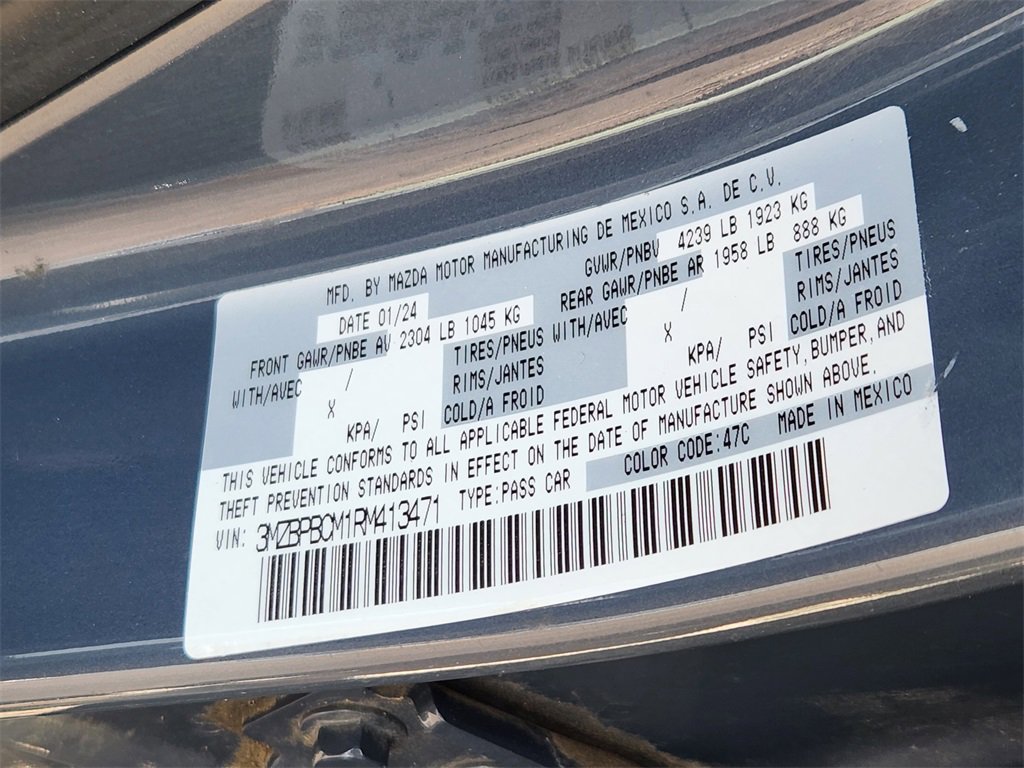 MFD. BY MAZDA MOTOR MANUFACTURING DE MEXICO S.A. DE C.V.
DATE 01/24 GVWR/PNBV 4239 LB 1923 KG
FRONT GAWR/PNBE AV 2304 LB 1045 KG REAR GAWR/PNBE AR 1958 LB 888 KG
WITH/AVEC / TIRES/PNEUS WITH/AVEC / TIRES/PNEUS
X RIMS/JANTES X RIMS/JANTES
KPA/ PSI COLD/A FROID KPA/ PSI COLD/A FROID
THIS VEHICLE CONFORMS TO ALL APPLICABLE FEDERAL MOTOR VEHICLE SAFETY, BUMPER, AND
THEFT PREVENTION STANDARDS IN EFFECT ON THE DATE OF MANUFACTURE SHOWN ABOVE.
VIN: 3MZBPBCM1RM413471 TYPE:PASS CAR COLOR CODE:47C MADE IN MEXICO